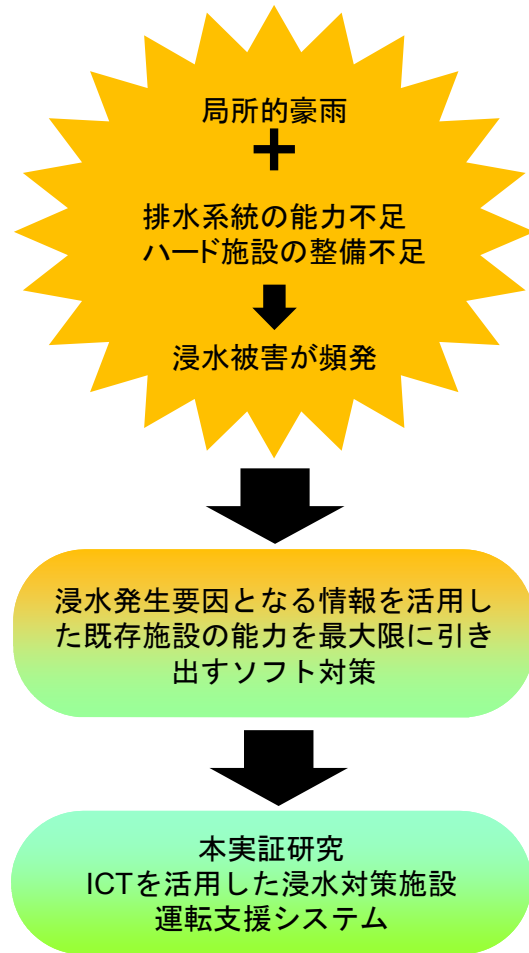 局所的豪雨
+
排水系統の能力不足
ハード施設の整備不足
浸水被害が頻発
浸水発生要因となる情報を活用し
た既存施設の能力を最大限に引き
出すソフト対策
本実証研究
ICTを活用した浸水対策施設
運転支援システム